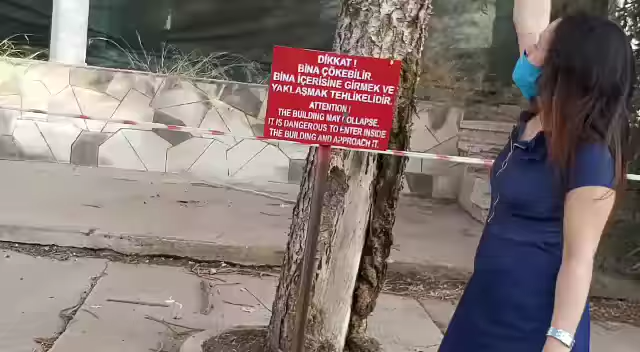 DİKKAT !
BİNA ÇÖKEBİLİR.
BİNA İÇERİSİNE GİRMEK VE
YAKLAŞMAK TEHLİKELİDİR.
ATTENTION !
THE BUILDING MAY COLLAPSE.
IT IS DANGEROUS TO ENTER INSIDE
THE BUILDING AND APPROACH IT.